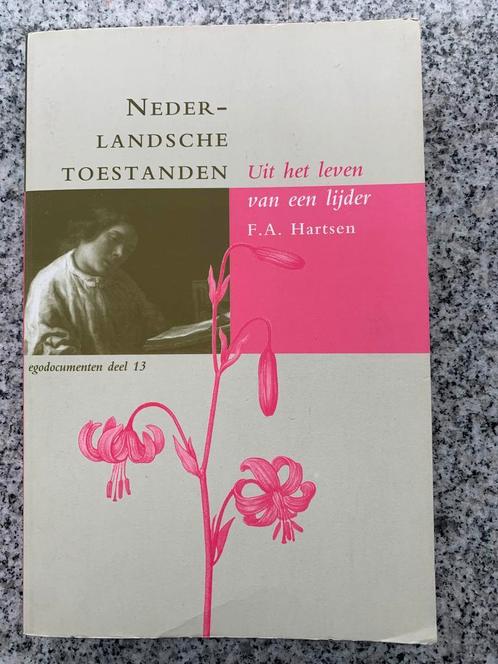 NEDER-
LANDSCHE
TOESTANDEN
Uit het leven
van een lijder
F.A. Hartsen
egodocumenten deel 13